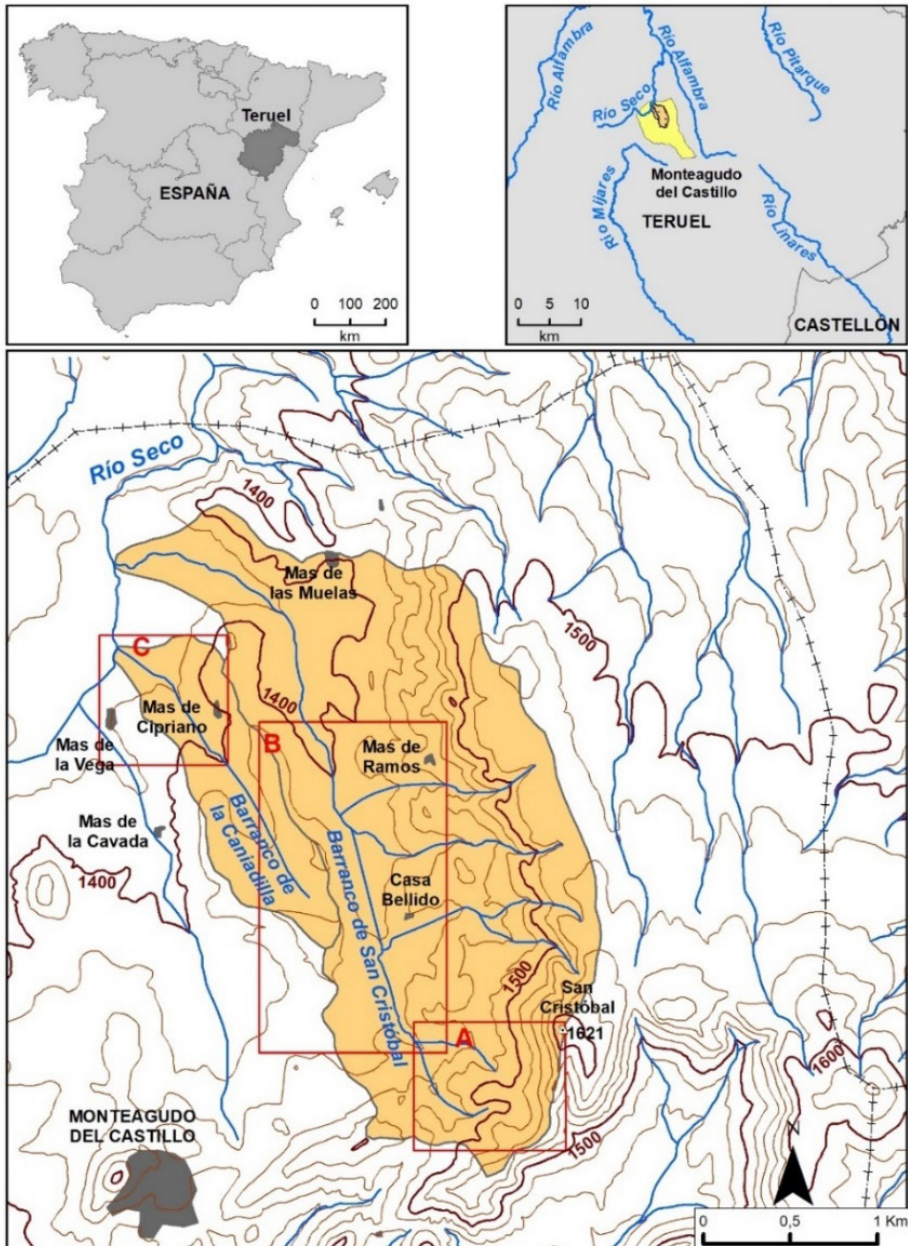 Teruel
ESPAÑA
0 100 200
km
Río Alfambra
Río Alfambra
Río Pitarque
Río Seco
Monteagudo
del Castillo
Río Mijares
TERUEL
Río Linares
0 5 10
km
CASTELLÓN
Río Seco
1400
Mas de
las Muelas
1500
C
Mas de
Cipriano
1400
Mas de
la Vega
B
Mas de
Ramos
Barranco de
la Caniadilla
Mas de
la Cavada
Barranco de San Cristóbal
Casa
Bellido
1400
1500
San
Cristóbal
1621
A
1600
MONTEAGUDO
DEL CASTILLO
1500
N
0 0,5 1 Km